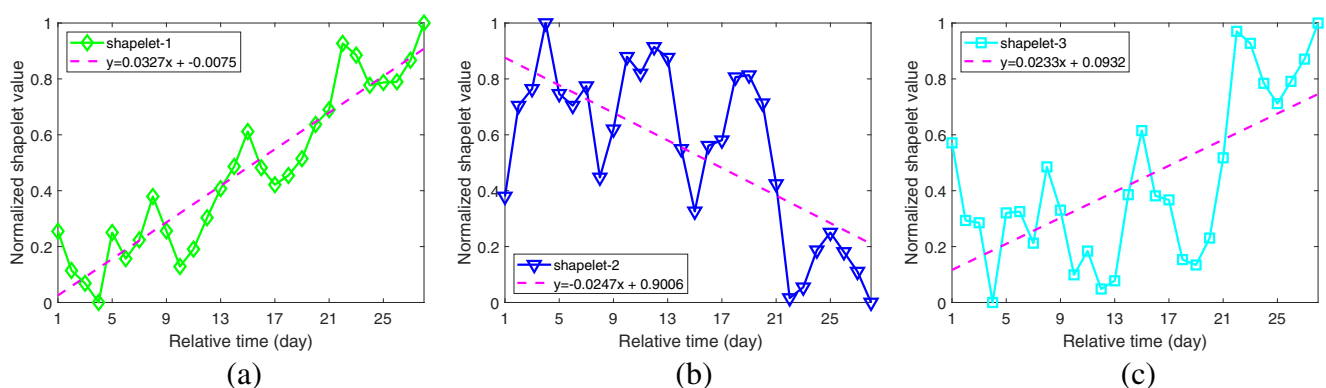 Normalized shapelet value
1
0.8
0.6
0.4
0.2
0
shapelet-1
y=0.0327x + -0.0075
1 5 9 13 17 21 25
Relative time (day)
(a)
Normalized shapelet value
1
0.8
0.6
0.4
0.2
0
shapelet-2
y=-0.0247x + 0.9006
1 5 9 13 17 21 25
Relative time (day)
(b)
Normalized shapelet value
1
0.8
0.6
0.4
0.2
0
shapelet-3
y=0.0233x + 0.0932
1 5 9 13 17 21 25
Relative time (day)
(c)